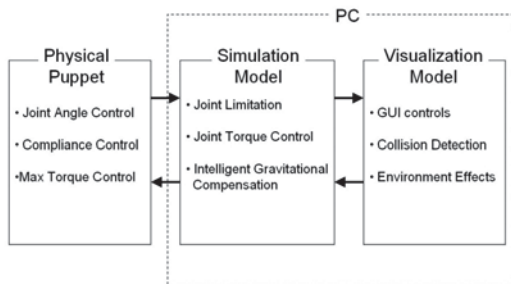 PC
Physical
Puppet
• Joint Angle Control
• Compliance Control
•Max Torque Control
Simulation
Model
• Joint Limitation
• Joint Torque Control
• Intelligent Gravitational
Compensation
Visualization
Model
• GUI controls
• Collision Detection
• Environment Effects